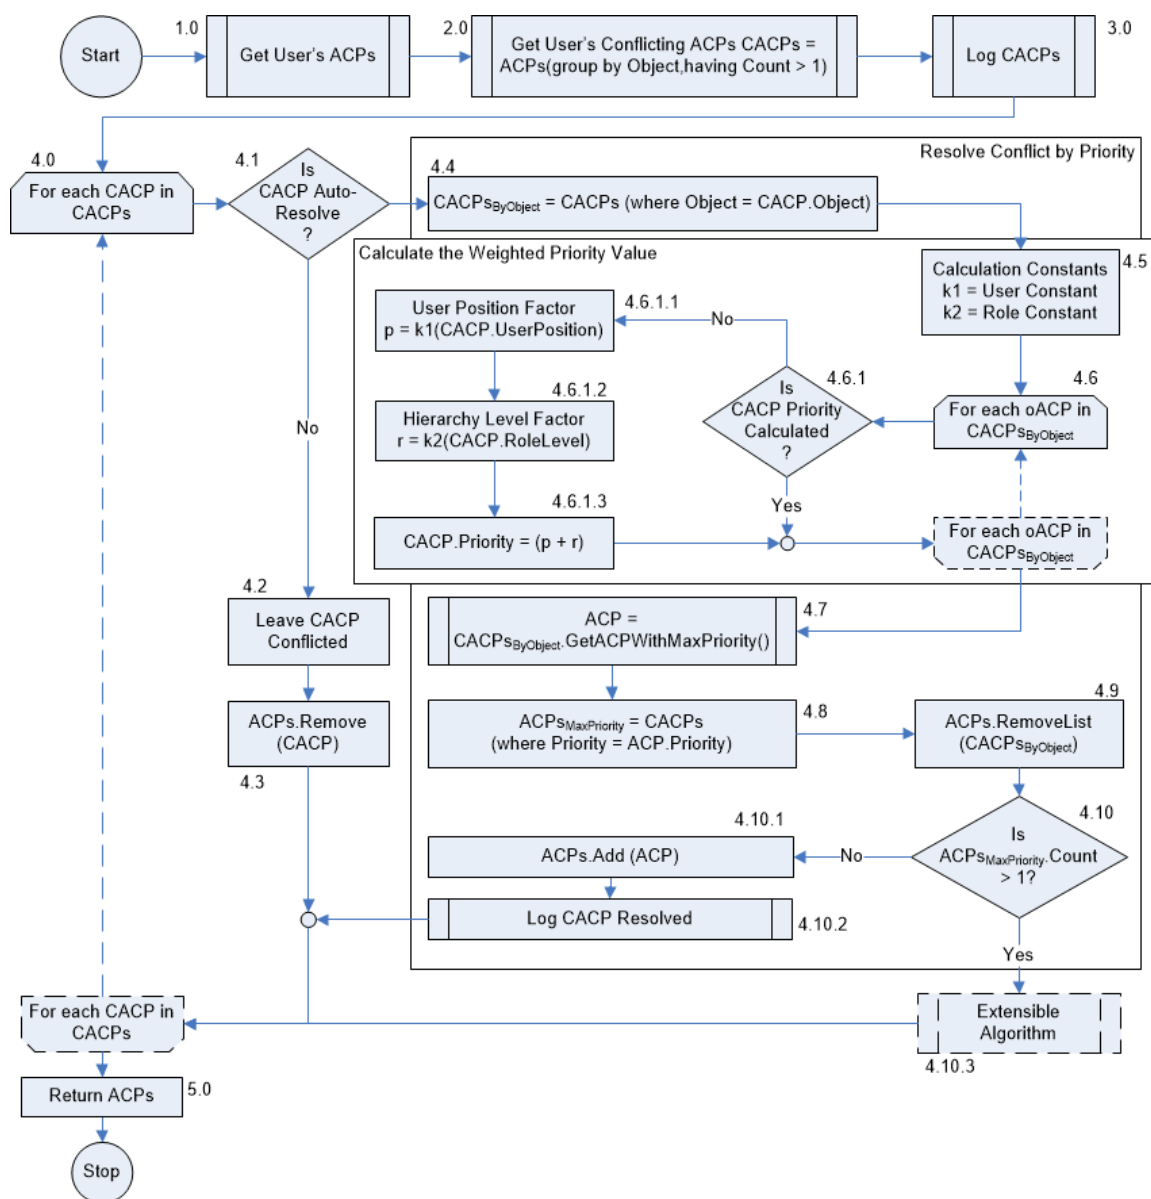 1.0
2.0
3.0
Start
Get User's ACPs
Get User's Conflicting ACPs CACPs =
ACPs(group by Object,having Count > 1)
Log CACPs
4.0
For each CACP in
CACPs
4.1
Is
CACP Auto-
Resolve
?
Resolve Conflict by Priority
4.4
CACPsByObject = CACPs (where Object = CACP.Object)
Calculate the Weighted Priority Value
4.5
Calculation Constants
k1 = User Constant
k2 = Role Constant
User Position Factor
p = k1(CACP.UserPosition)
4.6.1.1
No
4.6.1.2
Hierarchy Level Factor
r = k2(CACP.RoleLevel)
4.6.1
Is
CACP Priority
Calculated
?
4.6
For each oACP in
CACPsByObject
No
4.6.1.3
CACP.Priority = (p + r)
Yes
For each oACP in
CACPsByObject
4.2
Leave CACP
Conflicted
ACP =
CACPsByObject.GetACPWithMaxPriority()
4.7
ACPs.Remove
(CACP)
4.3
ACPsMaxPriority = CACPs
(where Priority = ACP.Priority)
4.8
4.9
ACPs.RemoveList
(CACPsByObject)
4.10
Is
ACPsMaxPriority.Count
> 1?
4.10.1
ACPs.Add (ACP)
No
Log CACP Resolved
4.10.2
Yes
For each CACP in
CACPs
Extensible
Algorithm
4.10.3
Return ACPs
5.0
Stop